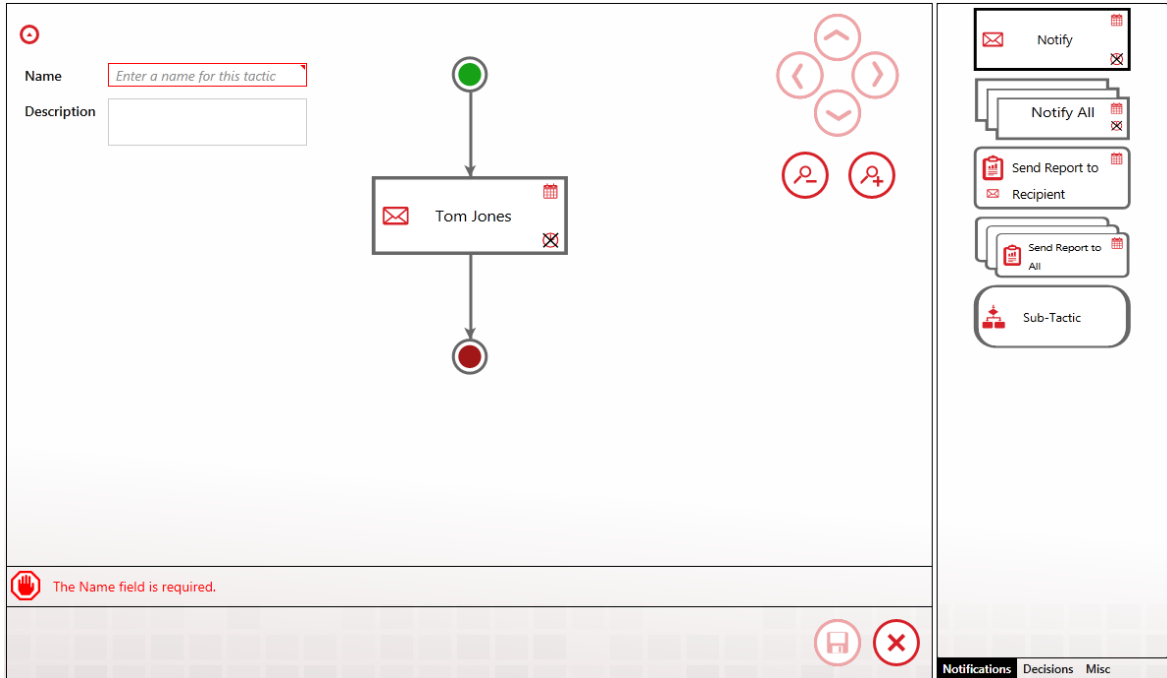 Name
Enter a name for this tactic
Description
Tom Jones
The Name field is required.
Notify
Notify All
Send Report to
Recipient
Send Report to
All
Sub-Tactic
Notifications Decisions Misc